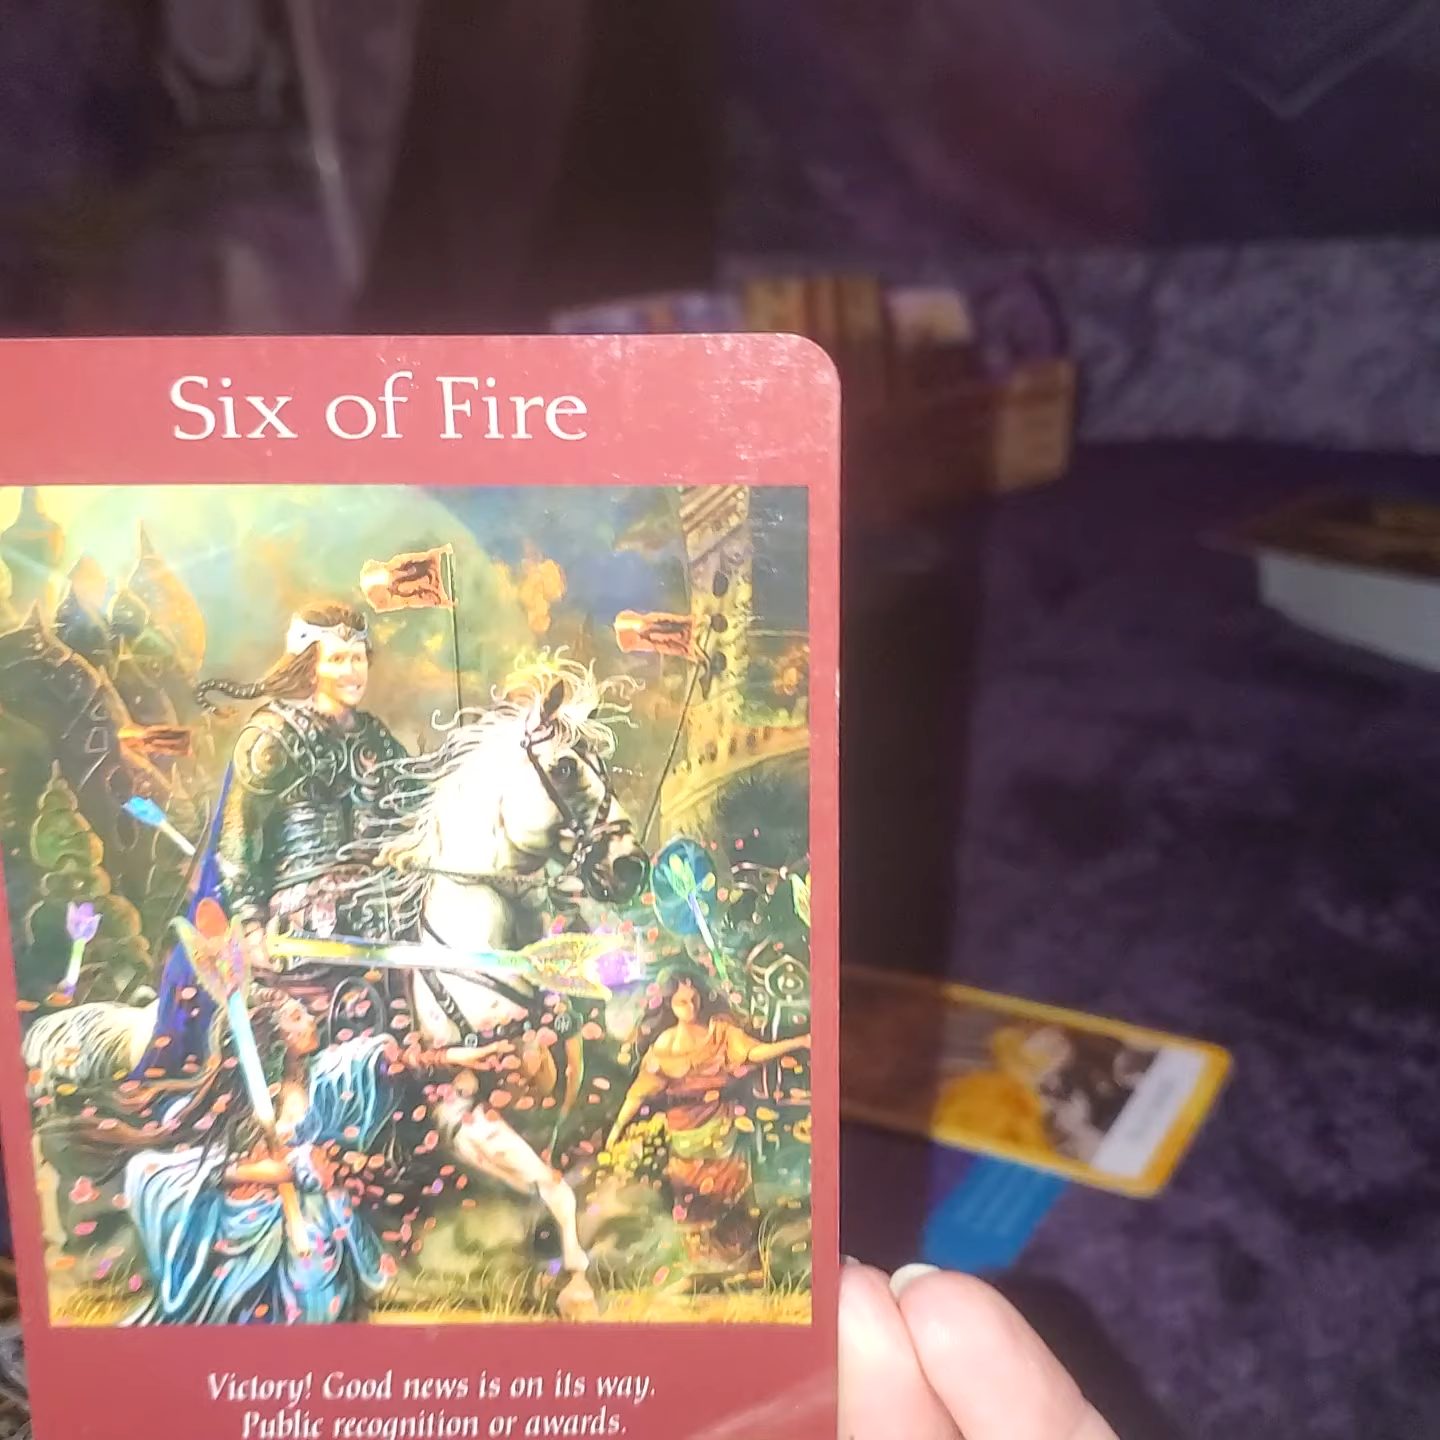 Six of Fire
Victory! Good news is on its way.
Public recognition or awards.